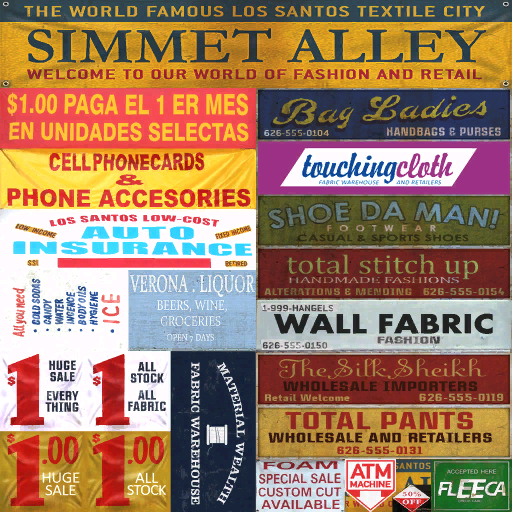 THE WORLD FAMOUS LOS SANTOS TEXTILE CITY
SIMMET ALLEY
WELCOME TO OUR WORLD OF FASHION AND RETAIL
$1.00 PAGA EL 1 ER MES
EN UNIDADES SELECTAS
CELLPHONECARDS
&
PHONE ACCESORIES
LOS SANTOS LOW-COST
LOW-INCOME
FIXED INCOME
AUTO
INSURANCE
SSI
RETIRED
All you need
• BOLD SODAS
• CANDY
• WATER
• INCENCE
• BODY OILS
• HYGIENE
ICE
VERONA . LIQUOR
BEERS, WINE,
GROCERIES
OPEN 7 DAYS
$1
HUGE
SALE
EVERY
THING
$1
ALL
STOCK
ALL
FABRIC
$1.00
HUGE
SALE
$1.00
ALL
STOCK
MATERIAL WEALTH
FABRIC WAREHOUSE
Bag Ladies
626-555-0104
HANDBAGS & PURSES
touchingcloth
FABRIC WAREHOUSE AND RETAILERS
SHOE DA MAN!
FOOTWEAR
CASUAL & SPORTS SHOES
total stitch up
HANDMADE FASHIONS
ALTERATIONS & MENDING 626-555-0154
1-999-HANGELS
WALL FABRIC
626-555-0150
FASHION
The Silk Sheikh
WHOLESALE IMPORTERS
Retail Welcome
626-555-0119
TOTAL PANTS
WHOLESALE AND RETAILERS
626-555-0131
FOAM
SPECIAL SALE
CUSTOM CUT
AVAILABLE
ATM
MACHINE
SANTOS
50%
OFF
ACCEPTED HERE
FLEECA